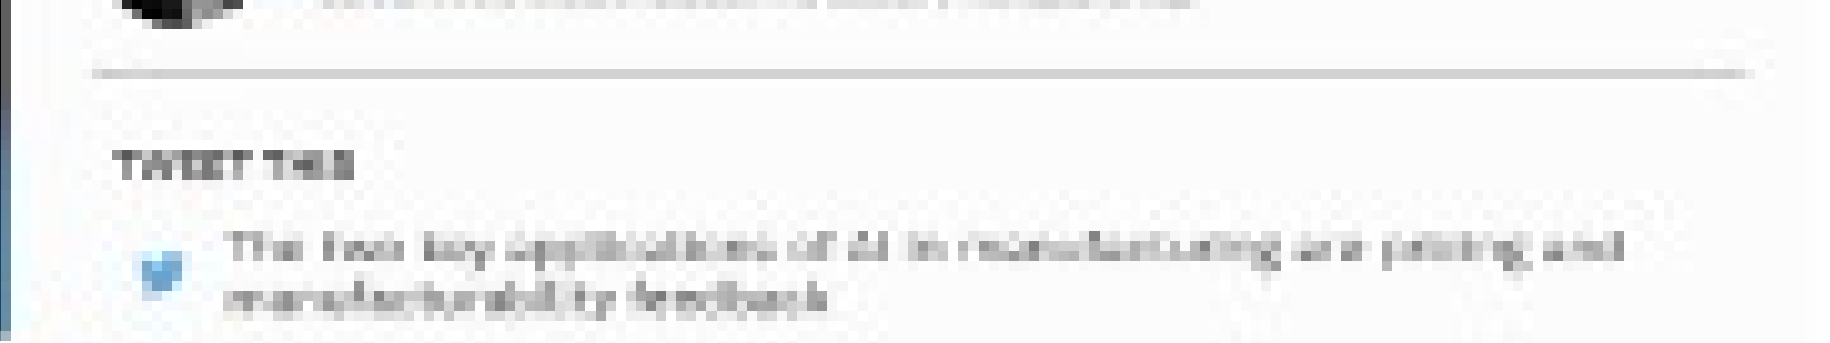 TWEET THIS
The two key applications of AI in manufacturing are pricing and
manufacturability feedback